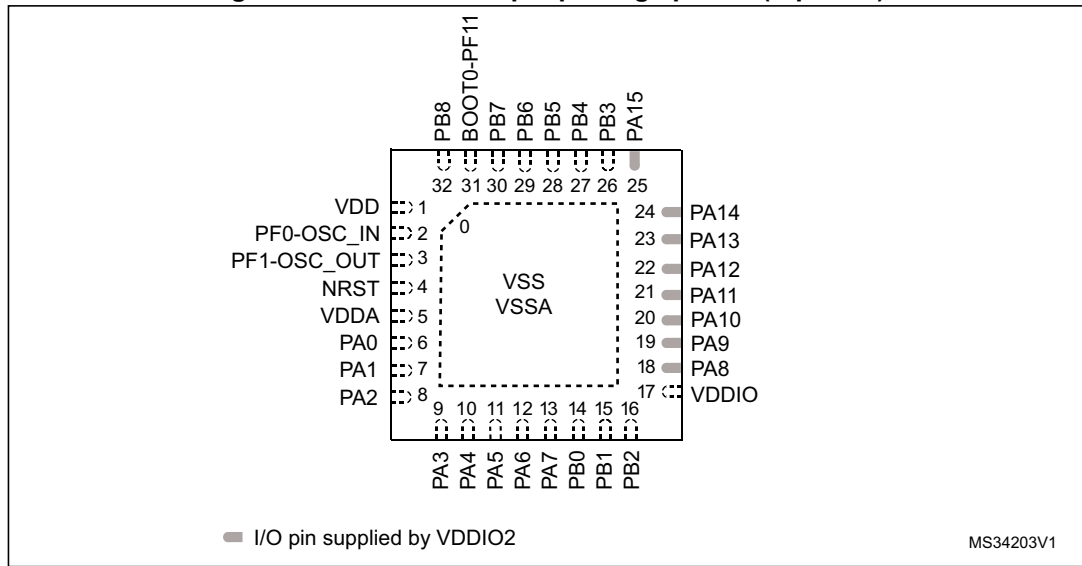 PB8
BOOT0-PF11
PB7
PB6
PB5
PB4
PB3
PA15
32 31 30 29 28 27 26 25
VDD 1
PF0-OSC_IN 2
PF1-OSC_OUT 3
NRST 4
VDDA 5
PA0 6
PA1 7
PA2 8
0
VSS
VSSA
24 PA14
23 PA13
22 PA12
21 PA11
20 PA10
19 PA9
18 PA8
17 VDDIO
9 10 11 12 13 14 15 16
PA3
PA4
PA5
PA6
PA7
PB0
PB1
PB2
I/O pin supplied by VDDIO2
MS34203V1